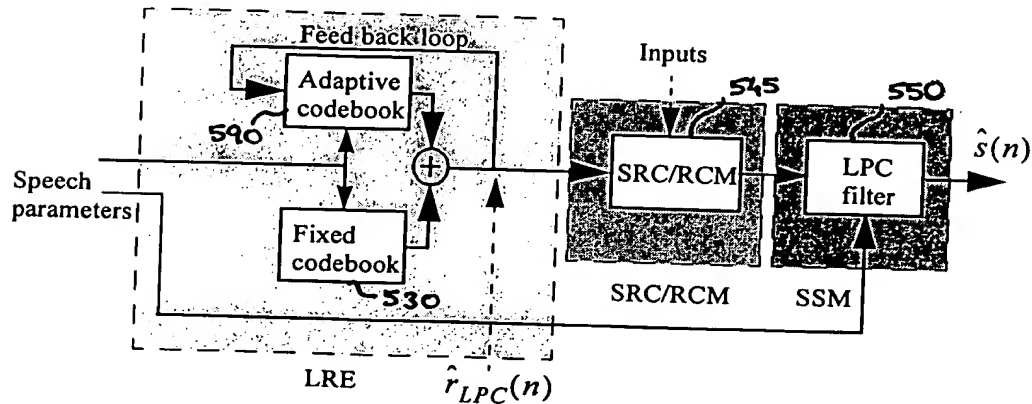 Feed back loop
Adaptive
codebook
590
Speech
parameters
Fixed
codebook
530
LRE
r̂LPC(n)
Inputs
545
SRC/RCM
SRC/RCM
550
LPC
filter
SSM
ŝ(n)